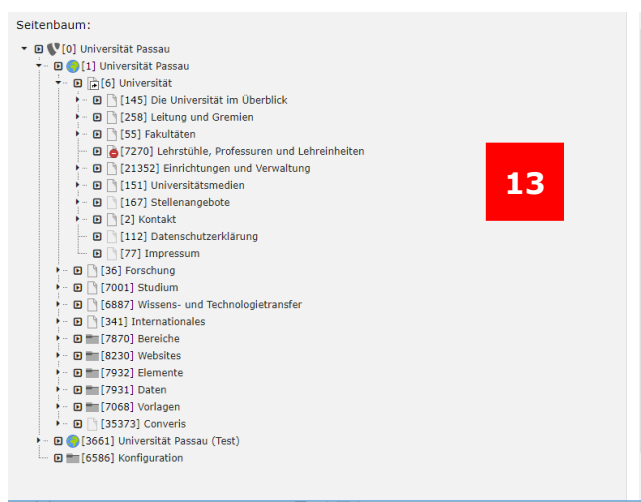 Seitenbaum:
[0] Universität Passau
[1] Universität Passau
[6] Universität
[145] Die Universität im Überblick
[258] Leitung und Gremien
[55] Fakultäten
[7270] Lehrstühle, Professuren und Lehreinheiten
[21352] Einrichtungen und Verwaltung
[151] Universitätsmedien
[167] Stellenangebote
[2] Kontakt
[112] Datenschutzerklärung
[77] Impressum
[36] Forschung
[7001] Studium
[6887] Wissens- und Technologietransfer
[341] Internationales
[7870] Bereiche
[8230] Websites
[7932] Elemente
[7931] Daten
[7068] Vorlagen
[35373] Converis
[3661] Universität Passau (Test)
[6586] Konfiguration
13